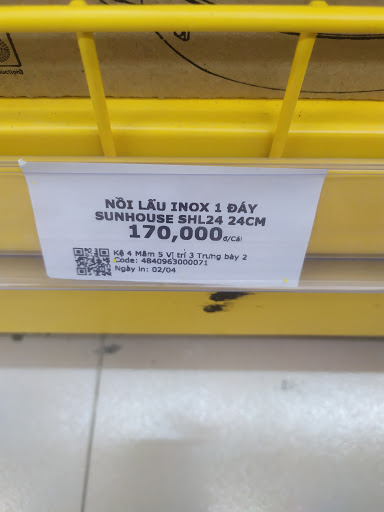 NỒI LẨU INOX 1 ĐÁY
SUNHOUSE SHL24 24CM
170,000đ/Cái
Kệ 4 Mâm 5 Vị trí 3 Trưng bày 2
Code: 4840963000071
Ngày in: 02/04